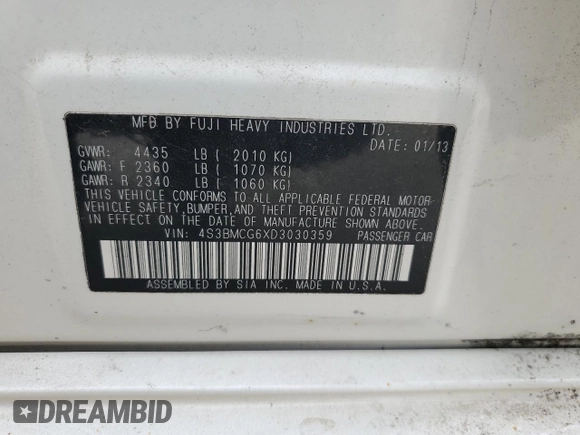 MFD BY FUJI HEAVY INDUSTRIES LTD.
DATE: 01/13
GVWR: 4435 LB ( 2010 KG)
GAWR: F 2360 LB ( 1070 KG)
GAWR: R 2340 LB ( 1060 KG)
THIS VEHICLE CONFORMS TO ALL APPLICABLE FEDERAL MOTOR
VEHICLE SAFETY, BUMPER, AND THEFT PREVENTION STANDARDS
IN EFFECT ON THE DATE OF MANUFACTURE SHOWN ABOVE.
VIN: 4S3BMCG6XD3030359 PASSENGER CAR
ASSEMBLED BY SIA INC. MADE IN U.S.A.
DREAMBID